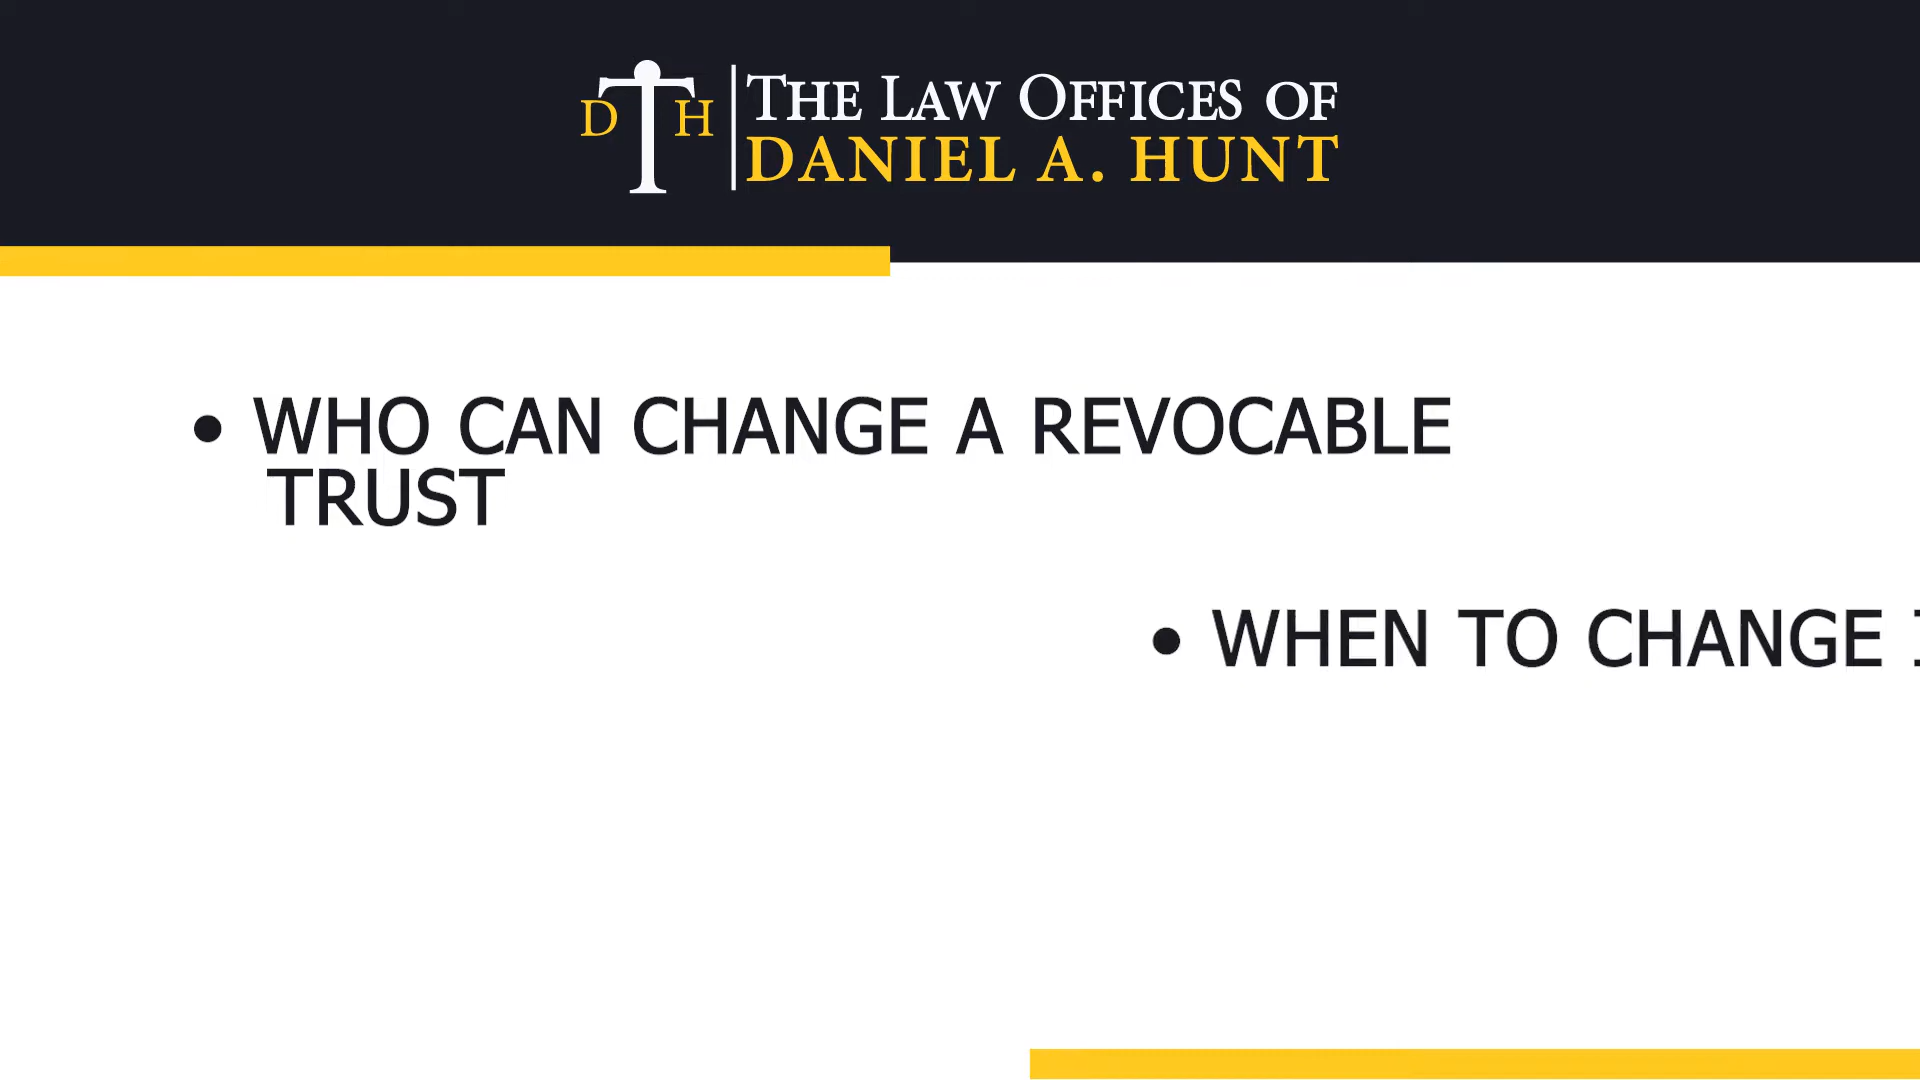 D H
THE LAW OFFICES OF
DANIEL A. HUNT
• WHO CAN CHANGE A REVOCABLE
TRUST
• WHEN TO CHANGE